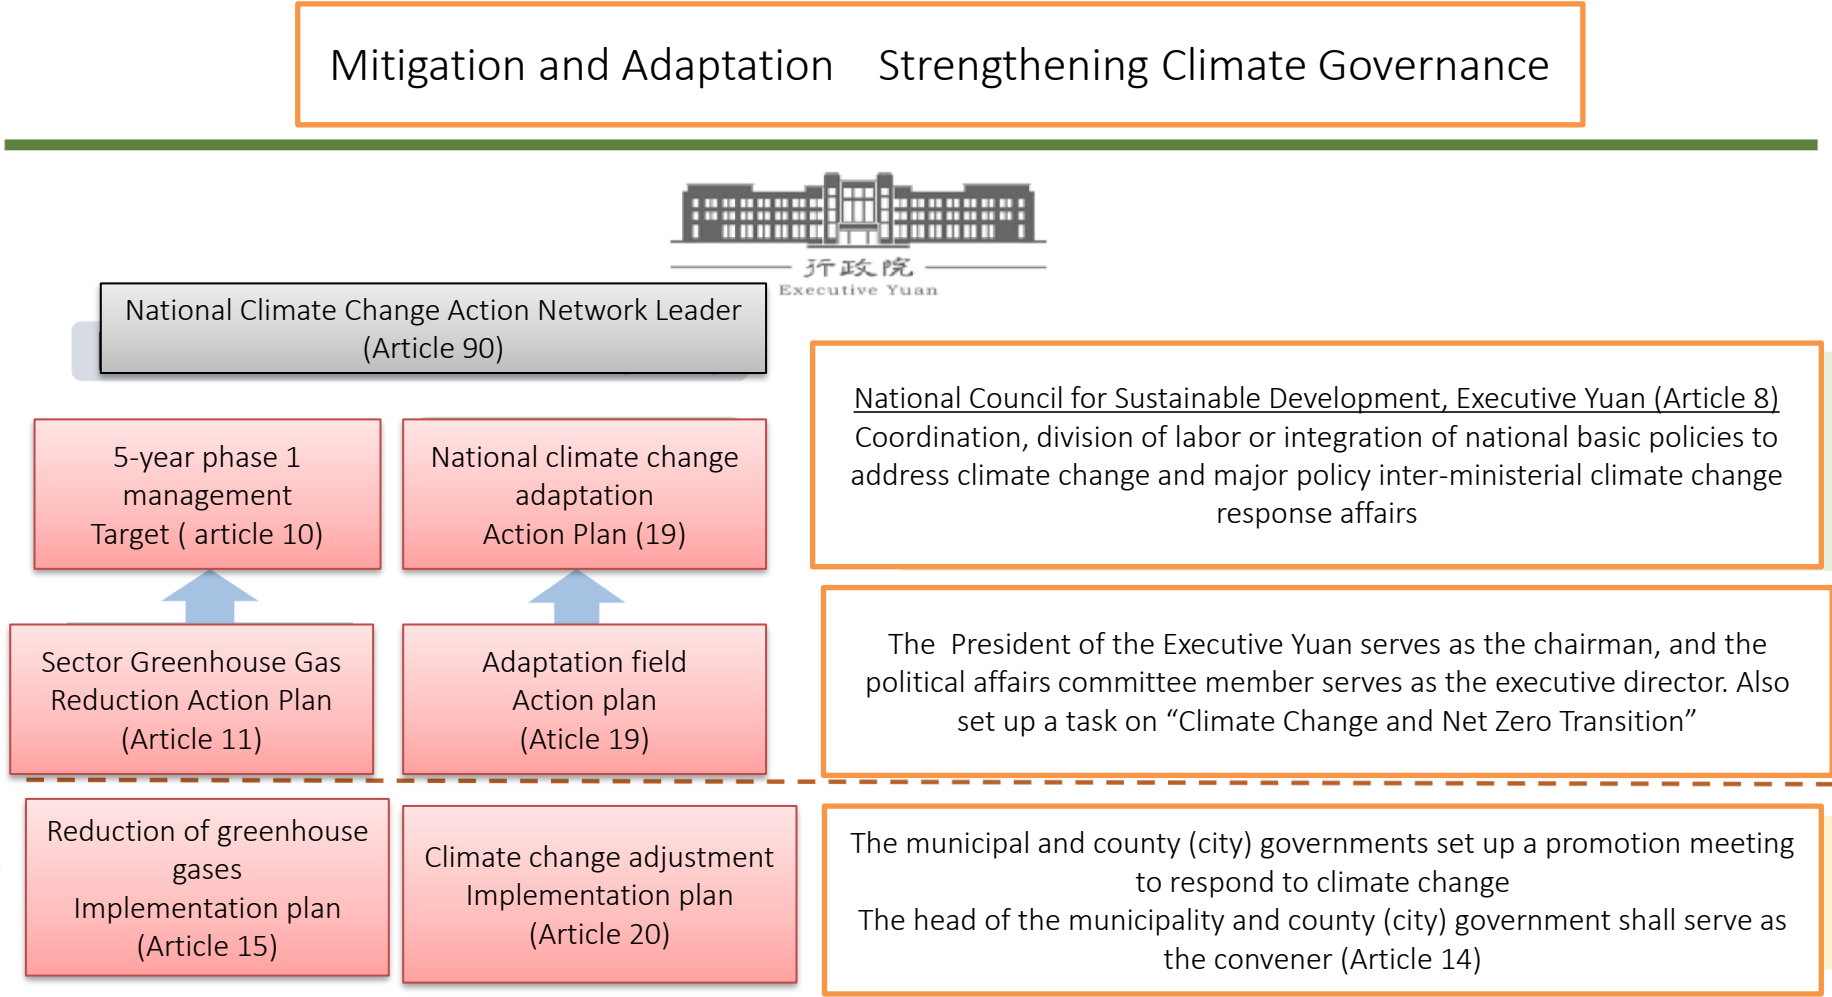 Mitigation and Adaptation Strengthening Climate Governance
行政院
Executive Yuan
National Climate Change Action Network Leader
(Article 90)
5-year phase 1
management
Target ( article 10)
National climate change
adaptation
Action Plan (19)
National Council for Sustainable Development, Executive Yuan (Article 8)
Coordination, division of labor or integration of national basic policies to
address climate change and major policy inter-ministerial climate change
response affairs
Sector Greenhouse Gas
Reduction Action Plan
(Article 11)
Adaptation field
Action plan
(Aticle 19)
The President of the Executive Yuan serves as the chairman, and the
political affairs committee member serves as the executive director. Also
set up a task on “Climate Change and Net Zero Transition”
Reduction of greenhouse
gases
Implementation plan
(Article 15)
Climate change adjustment
Implementation plan
(Article 20)
The municipal and county (city) governments set up a promotion meeting
to respond to climate change
The head of the municipality and county (city) government shall serve as
the convener (Article 14)